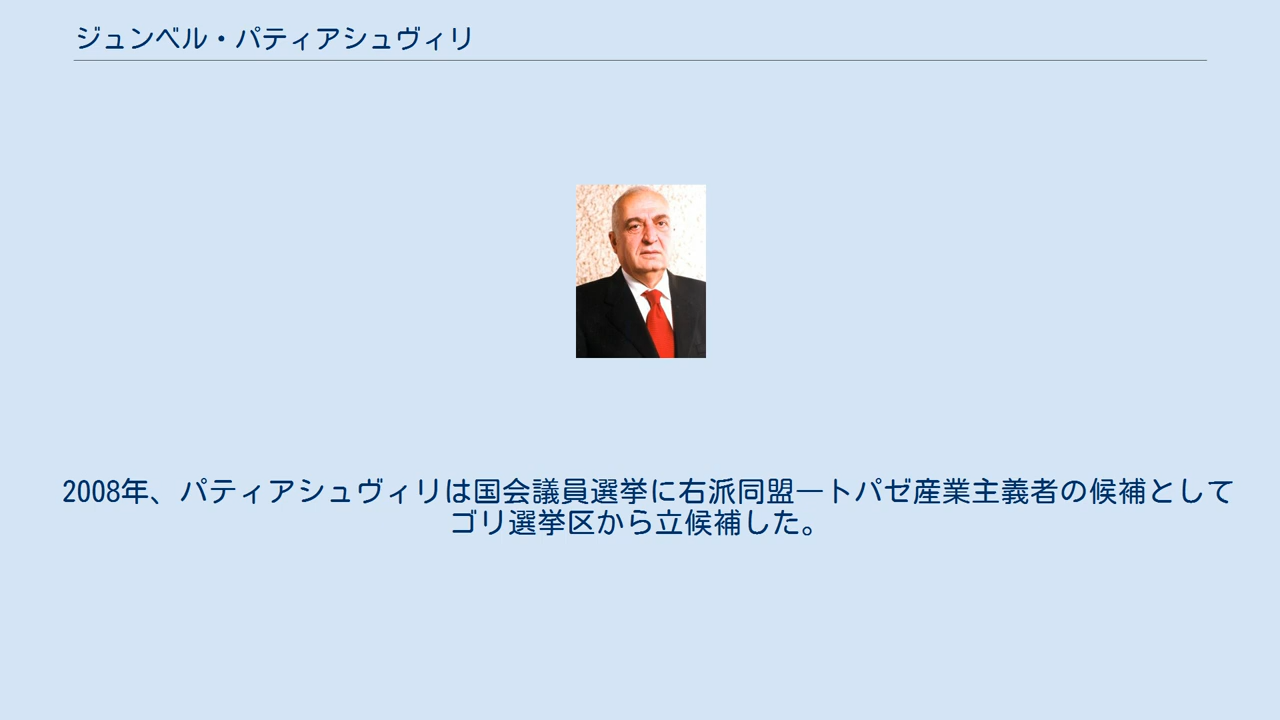 ジュンベル・パティアシュヴィリ
2008年、パティアシュヴィリは国会議員選挙に右派同盟―トパゼ産業主義者の候補として
ゴリ選挙区から立候補した。